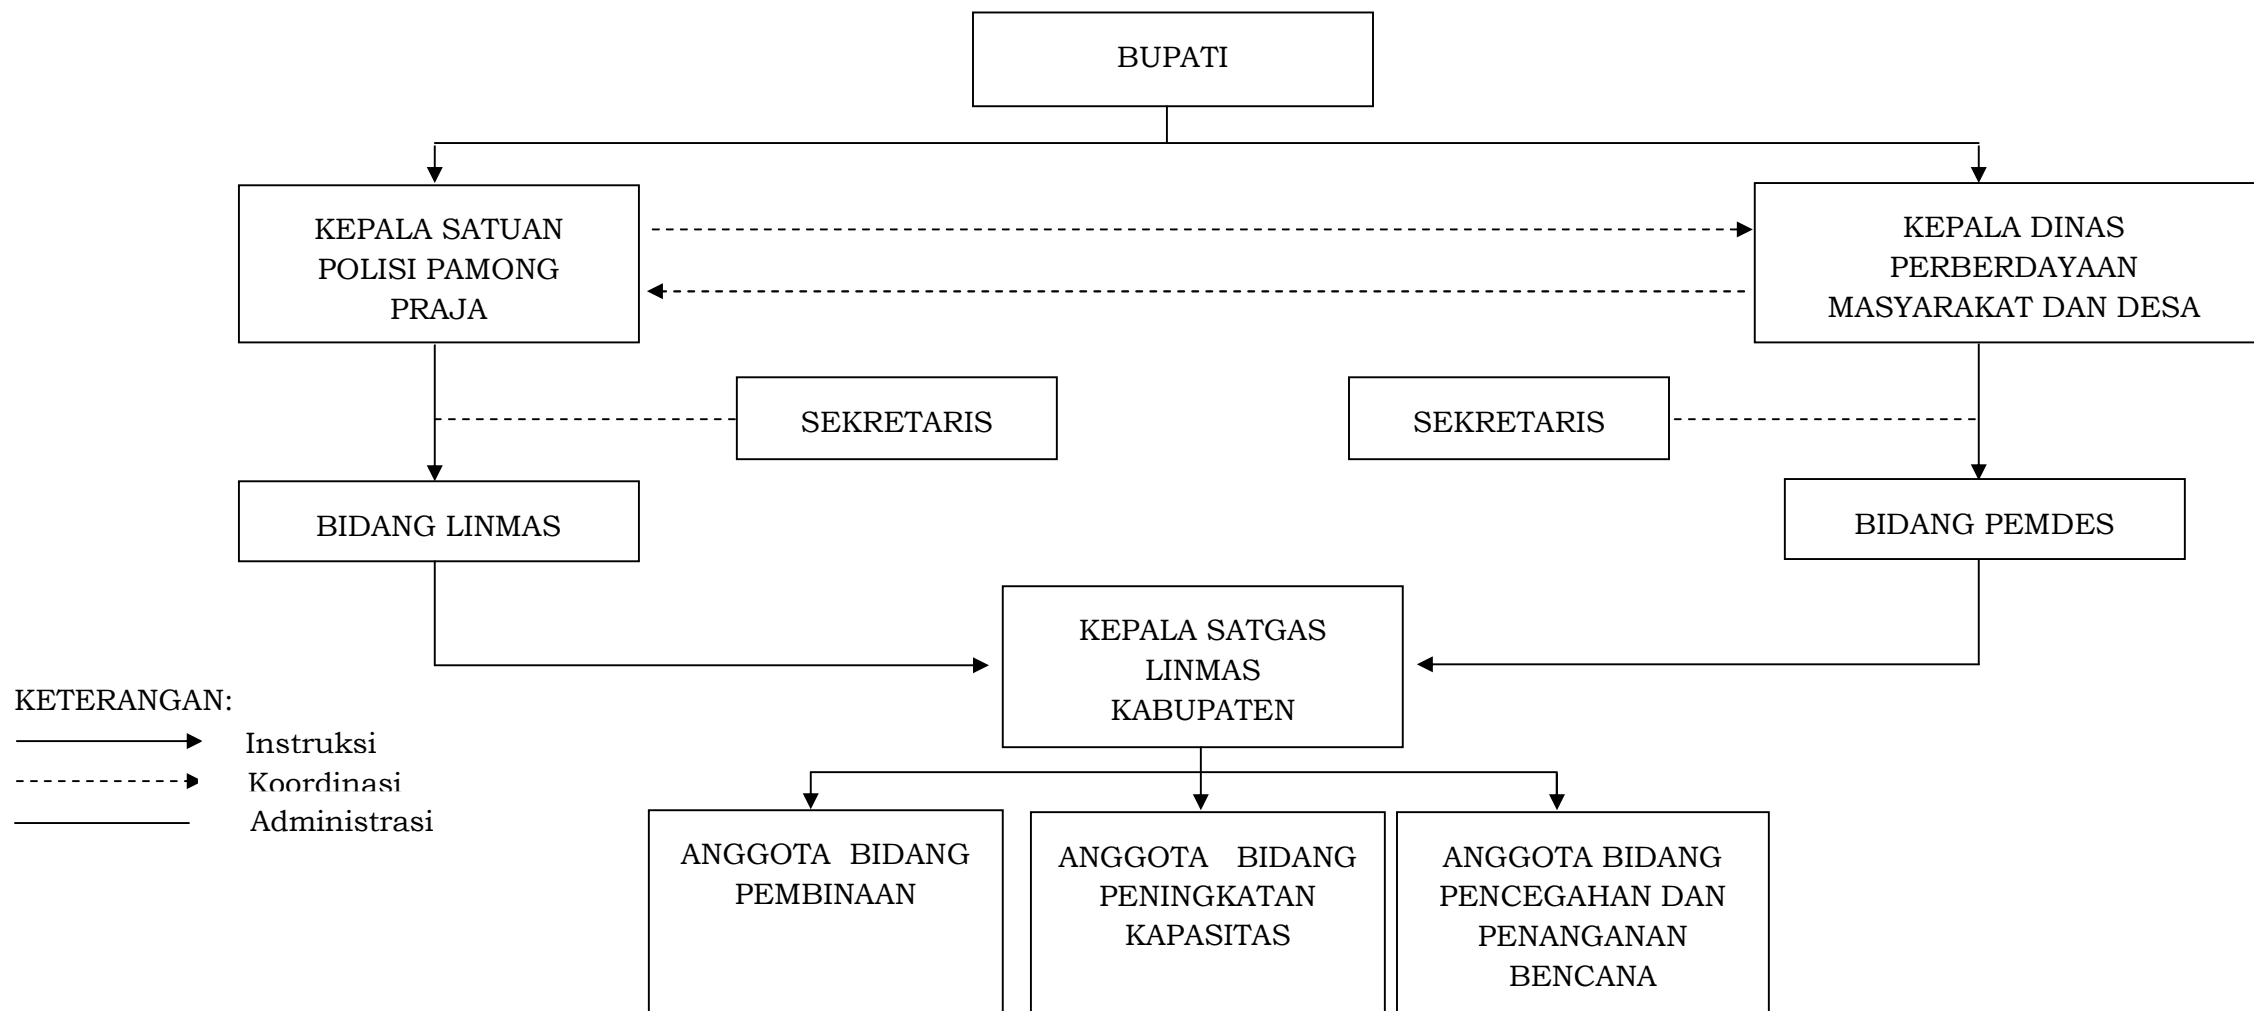 BUPATI
KEPALA SATUAN
POLISI PAMONG
PRAJA
KEPALA DINAS
PERBERDAYAAN
MASYARAKAT DAN DESA
SEKRETARIS
SEKRETARIS
BIDANG LINMAS
BIDANG PEMDES
KEPALA SATGAS
LINMAS
KABUPATEN
KETERANGAN:
Instruksi
Koordinasi
Administrasi
ANGGOTA BIDANG
PEMBINAAN
ANGGOTA BIDANG
PENINGKATAN
KAPASITAS
ANGGOTA BIDANG
PENCEGAHAN DAN
PENANGANAN
BENCANA